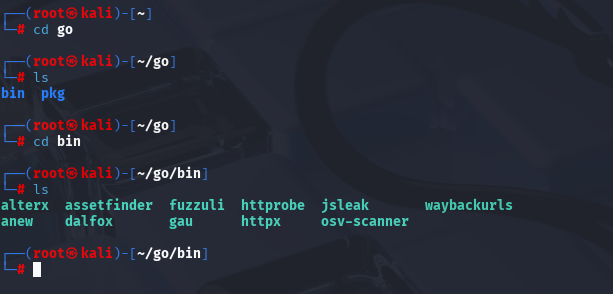 ┌──(root㉿kali)-[~]
└─# cd go
┌──(root㉿kali)-[~/go]
└─# ls
bin  pkg
┌──(root㉿kali)-[~/go]
└─# cd bin
┌──(root㉿kali)-[~/go/bin]
└─# ls
alterx  assetfinder  fuzzuli  httprobe  jsleak       waybackurls
anew    dalfox       gau      httpx     osv-scanner
┌──(root㉿kali)-[~/go/bin]
└─#